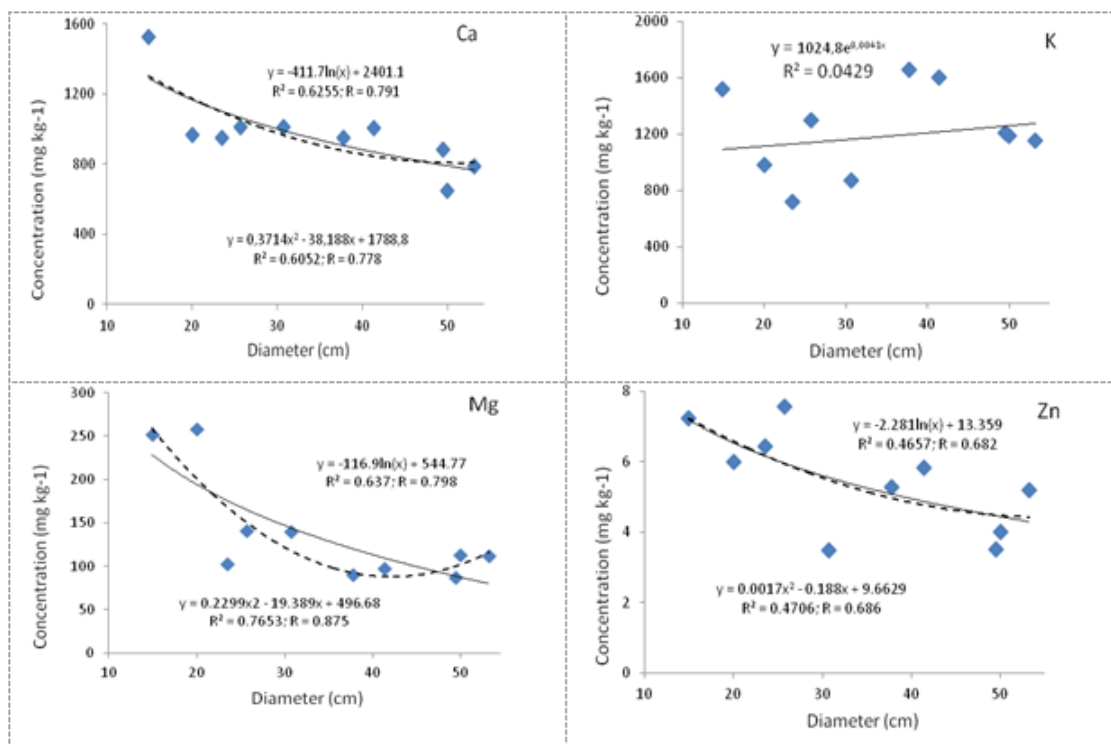 Ca
Concentration (mg kg-1)
1600
1200
800
400
0
y = -411.7ln(x) + 2401.1
R² = 0.6255; R = 0.791
y = 0,3714x² - 38,188x + 1788,8
R² = 0.6052; R = 0.778
10 20 30 40 50
Diameter (cm)
K
Concentration (mg kg-1)
2000
1600
1200
800
400
0
y = 1024,8e^0,0041x
R² = 0.0429
10 20 30 40 50
Diameter (cm)
Mg
Concentration (mg kg-1)
300
250
200
150
100
50
0
y = -116.9ln(x) + 544.77
R² = 0.637; R = 0.798
y = 0.2299x2 - 19.389x + 496.68
R² = 0.7653; R = 0.875
10 20 30 40 50
Diameter (cm)
Zn
Concentration (mg kg-1)
8
6
4
2
0
y = -2.281ln(x) + 13.359
R² = 0.4657; R = 0.682
y = 0.0017x² - 0.188x + 9.6629
R² = 0.4706; R = 0.686
10 20 30 40 50
Diameter (cm)